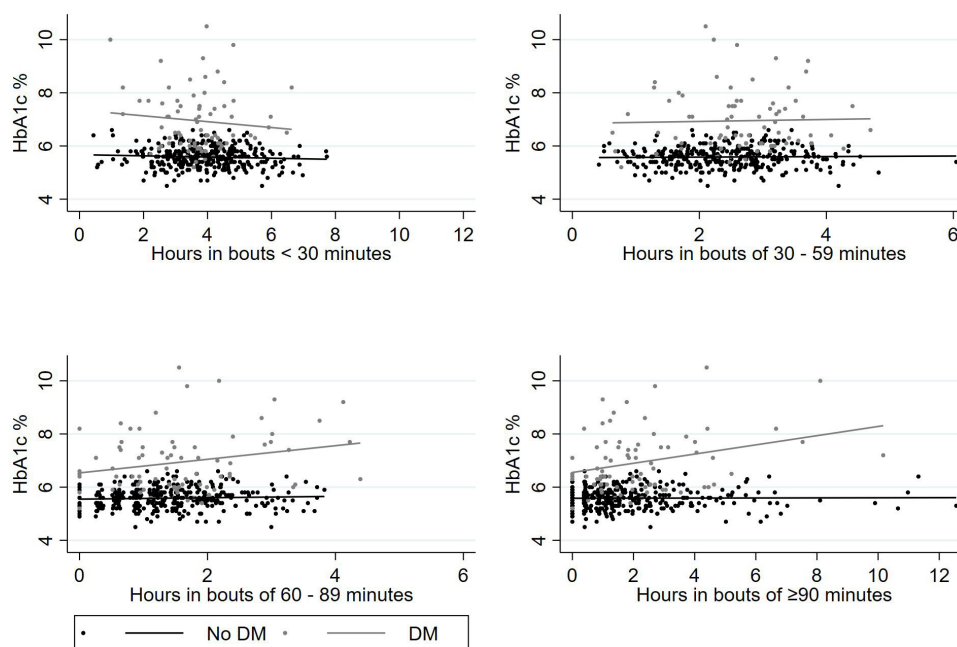 HbA1c %
10
8
6
4
0 2 4 6 8 10 12
Hours in bouts < 30 minutes
HbA1c %
10
8
6
4
0 2 4 6
Hours in bouts of 30 - 59 minutes
HbA1c %
10
8
6
4
0 2 4 6
Hours in bouts of 60 - 89 minutes
HbA1c %
10
8
6
4
0 2 4 6 8 10 12
Hours in bouts of ≥90 minutes
No DM DM